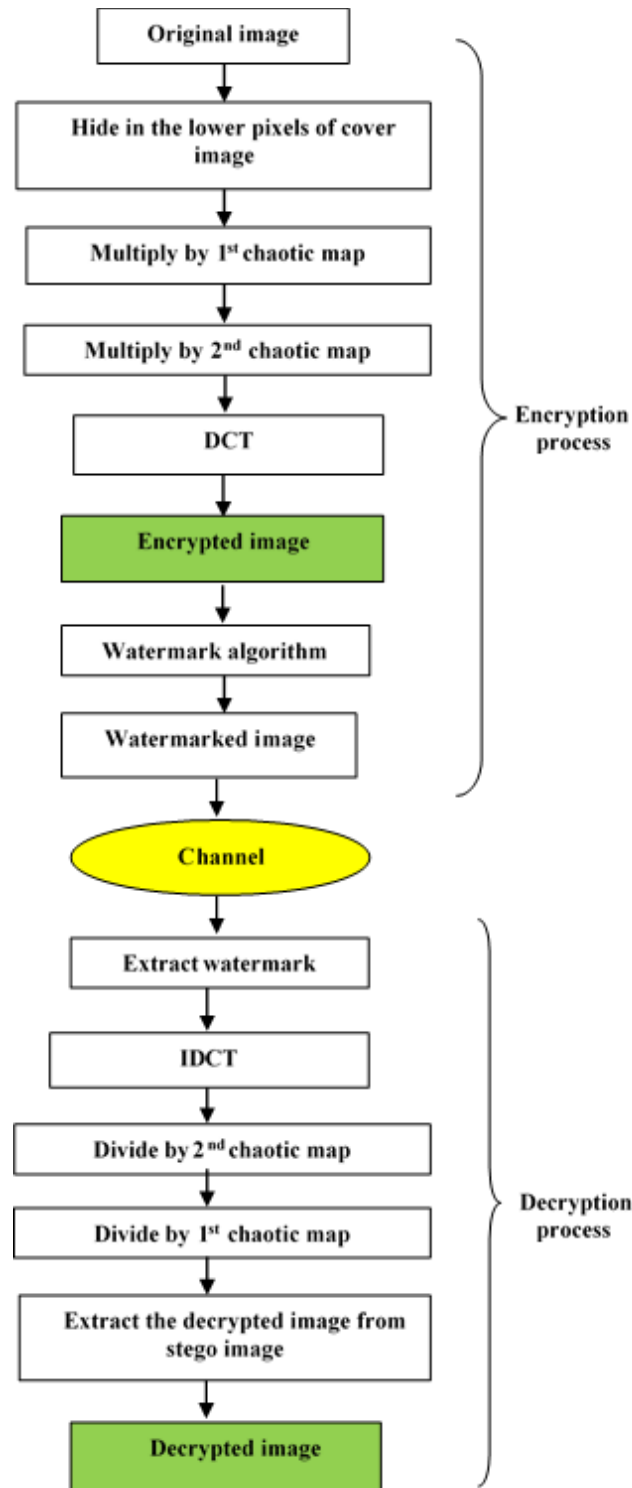 Original image
Hide in the lower pixels of cover
image
Multiply by 1st chaotic map
Multiply by 2nd chaotic map
DCT
Encryption
process
Encrypted image
Watermark algorithm
Watermarked image
Channel
Extract watermark
IDCT
Divide by 2nd chaotic map
Divide by 1st chaotic map
Decryption
process
Extract the decrypted image from
stego image
Decrypted image